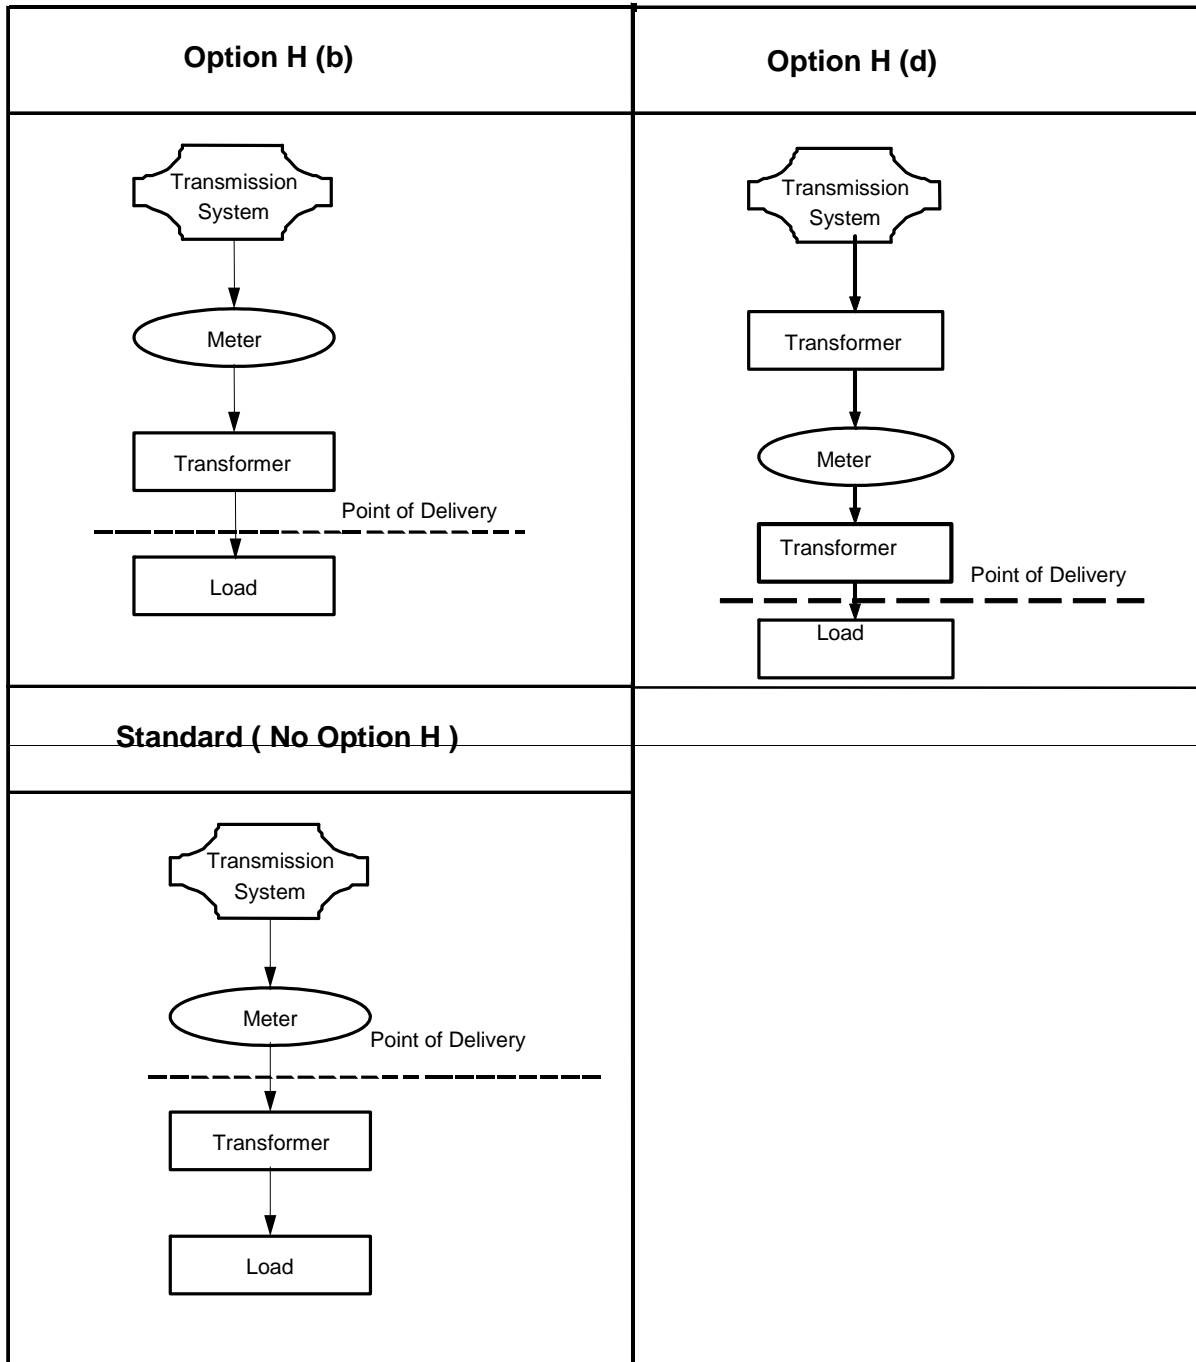 Option H (b)
Transmission
System
Meter
Transformer
Point of Delivery
Load
Option H (d)
Transmission
System
Transformer
Meter
Transformer
Point of Delivery
Load
Standard ( No Option H )
Transmission
System
Meter
Point of Delivery
Transformer
Load